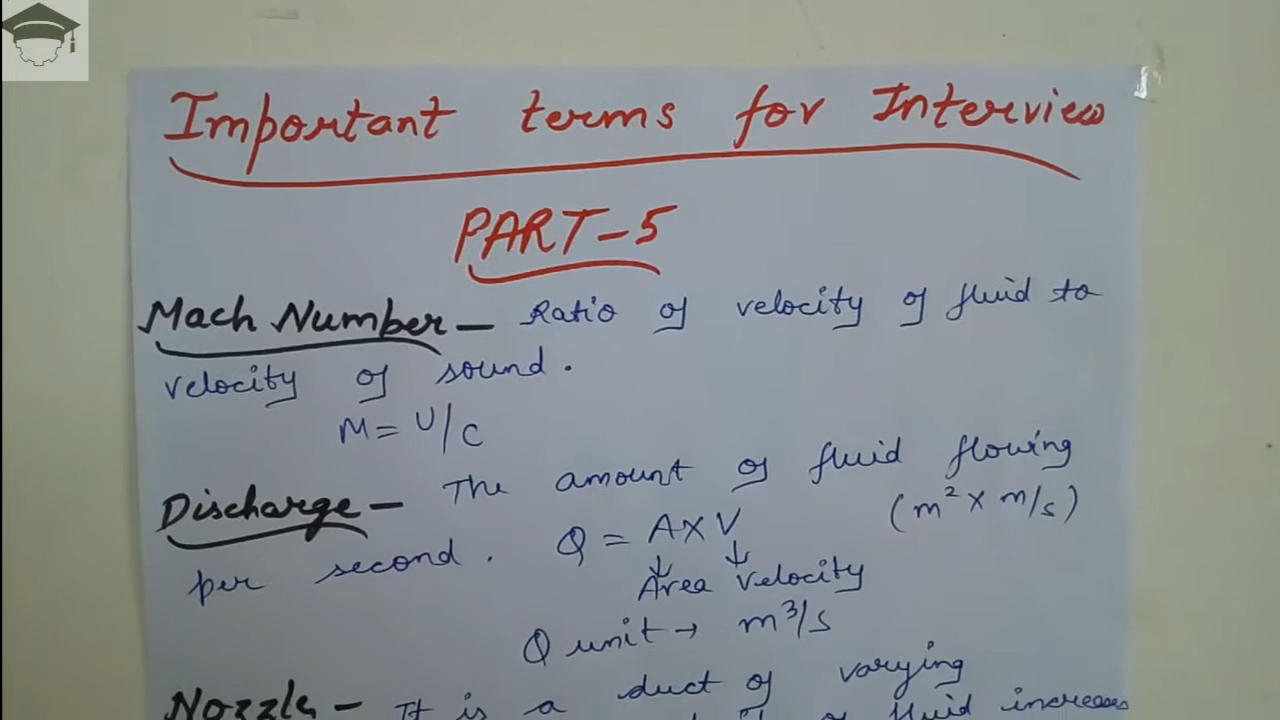 Important terms for Interview
PART-5
Mach Number - Ratio of velocity of fluid to
velocity of sound.
M = U/C
Discharge - The amount of fluid flowing
per second. Q = A×V (m²× m/s)
↓ ↓
Area Velocity
Q unit → m³/s
Nozzle - It is a duct of varying
of fluid increases